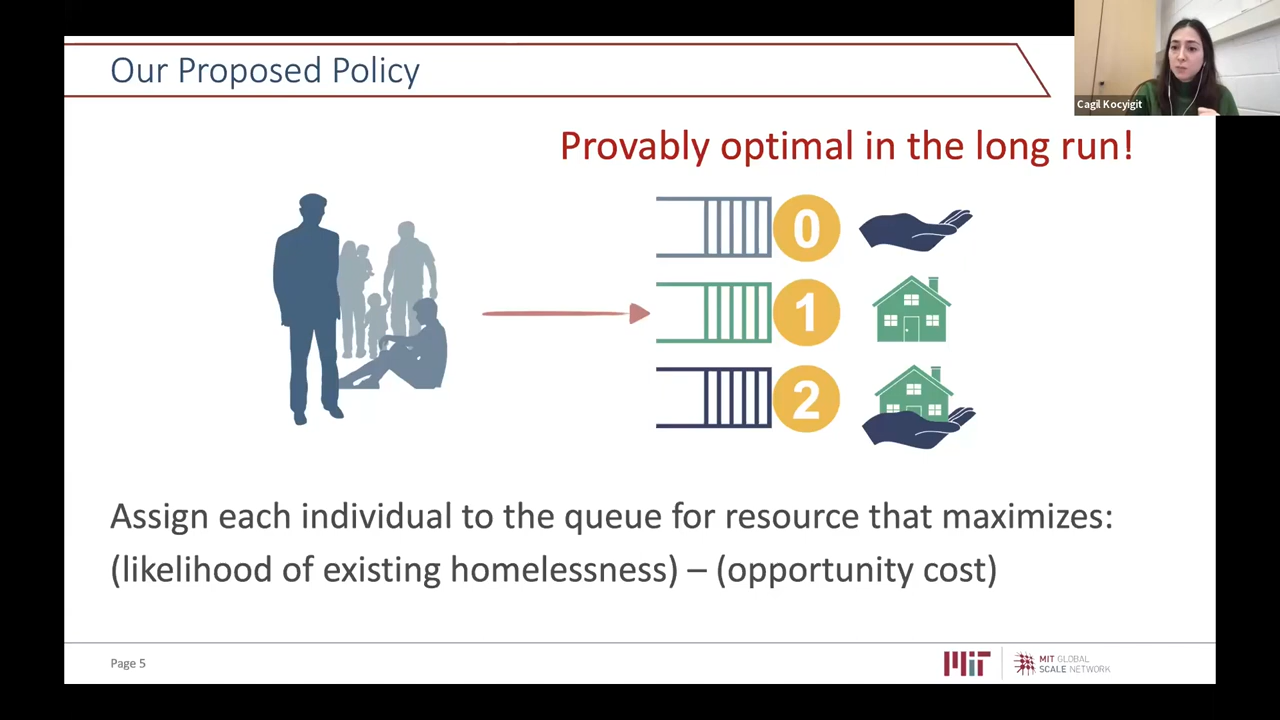 Our Proposed Policy
Cagil Kocyigit
Provably optimal in the long run!
0
1
2
Assign each individual to the queue for resource that maximizes:
(likelihood of existing homelessness) – (opportunity cost)
Page 5
MIT
MIT GLOBAL
SCALE NETWORK